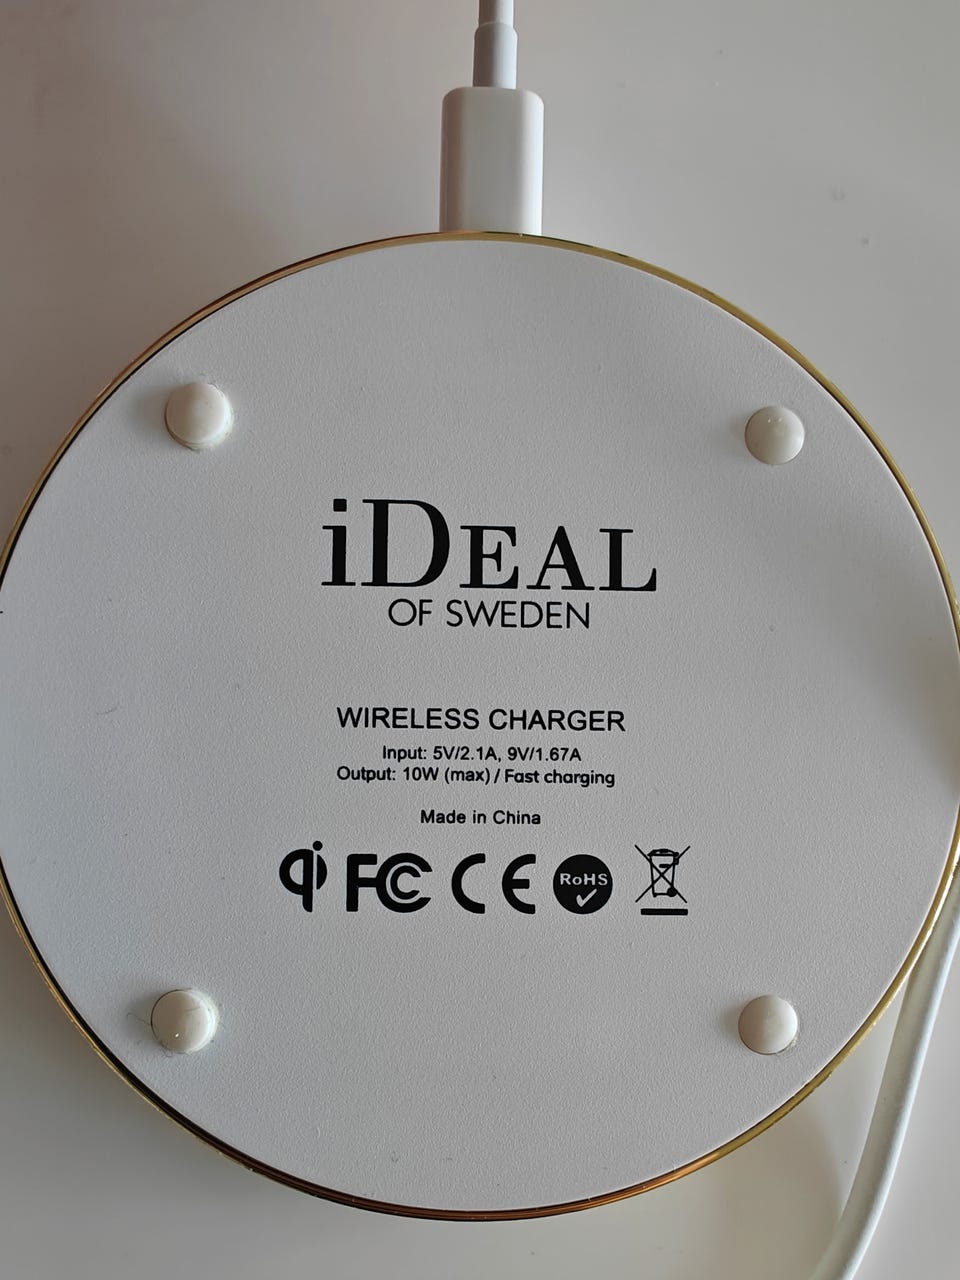 iDEAL
OF SWEDEN
WIRELESS CHARGER
Input: 5V/2.1A, 9V/1.67A
Output: 10W (max) / Fast charging
Made in China
qi FC CE RoHS